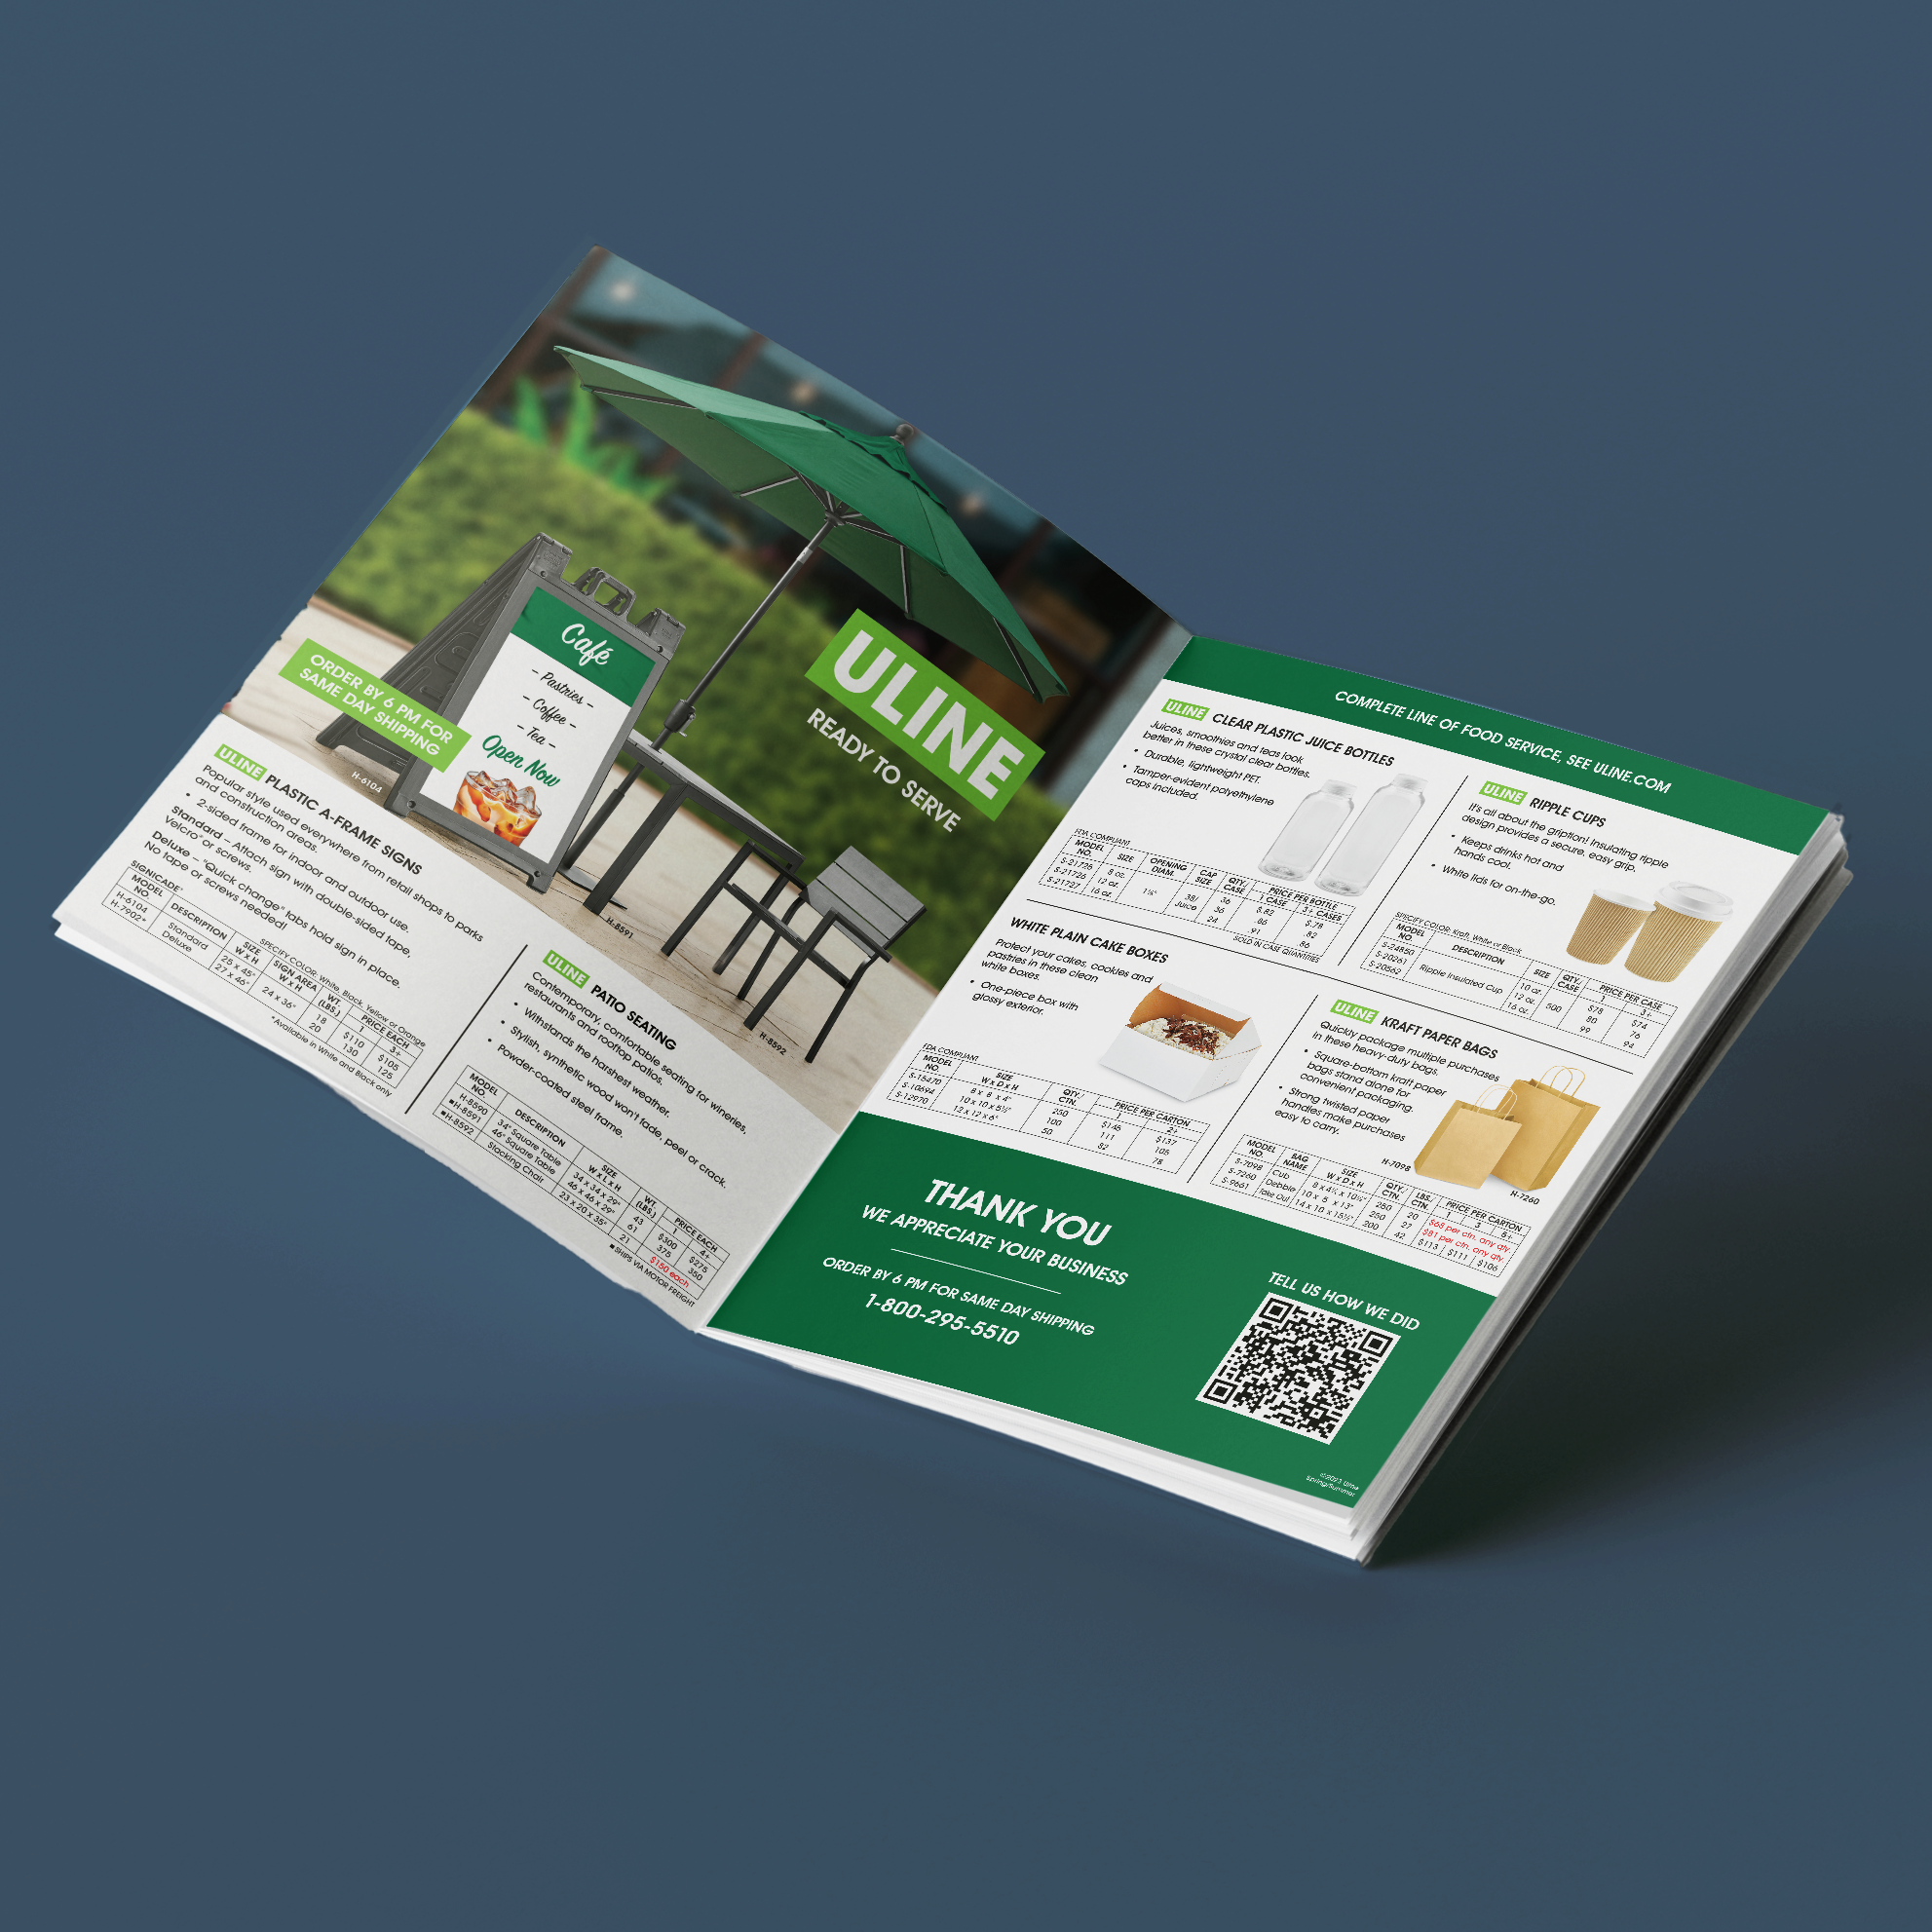 Café
- Pastries -
- Coffee -
- Tea -
Open Now
ORDER BY 6 PM FOR
SAME DAY SHIPPING
H-6104
ULINE
READY TO SERVE
H-8591
H-8592
ULINE PLASTIC A-FRAME SIGNS
Popular style used everywhere from retail shops to parks
and construction areas.
• 2-sided frame for indoor and outdoor use.
Standard – Attach sign with double-sided tape,
Velcro® or screws.
Deluxe – "Quick change" tabs hold sign in place.
No tape or screws needed!
SPECIFY COLOR: White, Black, Yellow or Orange
SIGNICADE®
MODEL NO. DESCRIPTION SIZE W x H SIGN AREA W x H WT. (LBS.) PRICE EACH 1 3+
H-6104 Standard 25 x 45" 24 x 36" 18 $110 $105
H-7902* Deluxe 27 x 46" 20 130 125
*Available in White and Black only
ULINE PATIO SEATING
Contemporary, comfortable seating for wineries,
restaurants and rooftop patios.
• Withstands the harshest weather.
• Stylish, synthetic wood won't fade, peel or crack.
• Powder-coated steel frame.
MODEL NO. DESCRIPTION SIZE W x L x H WT. (LBS.) PRICE EACH 1 4+
H-8590 34" Square Table 34 x 34 x 29" 43 $300 $275
■H-8591 46" Square Table 46 x 46 x 29" 61 375 350
■H-8592 Stacking Chair 23 x 20 x 35" 21 $150 each
■SHIPS VIA MOTOR FREIGHT
COMPLETE LINE OF FOOD SERVICE, SEE ULINE.COM
ULINE CLEAR PLASTIC JUICE BOTTLES
Juices, smoothies and teas look
better in these crystal clear bottles.
• Durable, lightweight PET.
• Tamper-evident polyethylene
caps included.
FDA COMPLIANT
MODEL NO. SIZE OPENING DIAM. CAP SIZE QTY./CASE PRICE PER BOTTLE 1 CASE 3+ CASES
S-21725 8 oz. 1½" 38/Juice 36 $.82 $.78
S-21726 12 oz. 36 .86 .82
S-21727 16 oz. 24 .91 .86
SOLD IN CASE QUANTITIES
ULINE RIPPLE CUPS
It's all about the gription! Insulating ripple
design provides a secure, easy grip.
• Keeps drinks hot and
hands cool.
• White lids for on-the-go.
SPECIFY COLOR: Kraft, White or Black
MODEL NO. DESCRIPTION SIZE QTY./CASE PRICE PER CASE 1 3+
S-24850 Ripple Insulated Cup 10 oz. 500 $78 $74
S-20261 12 oz. 80 76
S-20562 16 oz. 99 94
WHITE PLAIN CAKE BOXES
Protect your cakes, cookies and
pastries in these clean
white boxes.
• One-piece box with
glossy exterior.
FDA COMPLIANT
MODEL NO. SIZE W x D x H QTY./CTN. PRICE PER CARTON 1 2+
S-15470 8 x 8 x 4" 250 $146 $137
S-10694 10 x 10 x 5½" 100 111 105
S-12970 12 x 12 x 6" 50 82 78
ULINE KRAFT PAPER BAGS
Quickly package multiple purchases
in these heavy-duty bags.
• Square-bottom kraft paper
bags stand alone for
convenient packaging.
• Strong twisted paper
handles make purchases
easy to carry.
H-7098
H-7260
MODEL NO. BAG NAME SIZE W x D x H QTY./CTN. LBS./CTN. PRICE PER CARTON 1 3 5+
S-7098 Cub 250 20 $68 per ctn. any qty.
S-7260 Debbie 10 x 5 x 13" 250 27 $81 per ctn. any qty.
S-9661 Take Out 14 x 10 x 15½" 200 42 $113 $111 $106
THANK YOU
WE APPRECIATE YOUR BUSINESS
ORDER BY 6 PM FOR SAME DAY SHIPPING
1-800-295-5510
TELL US HOW WE DID
©2023 Uline
Spring/Summer